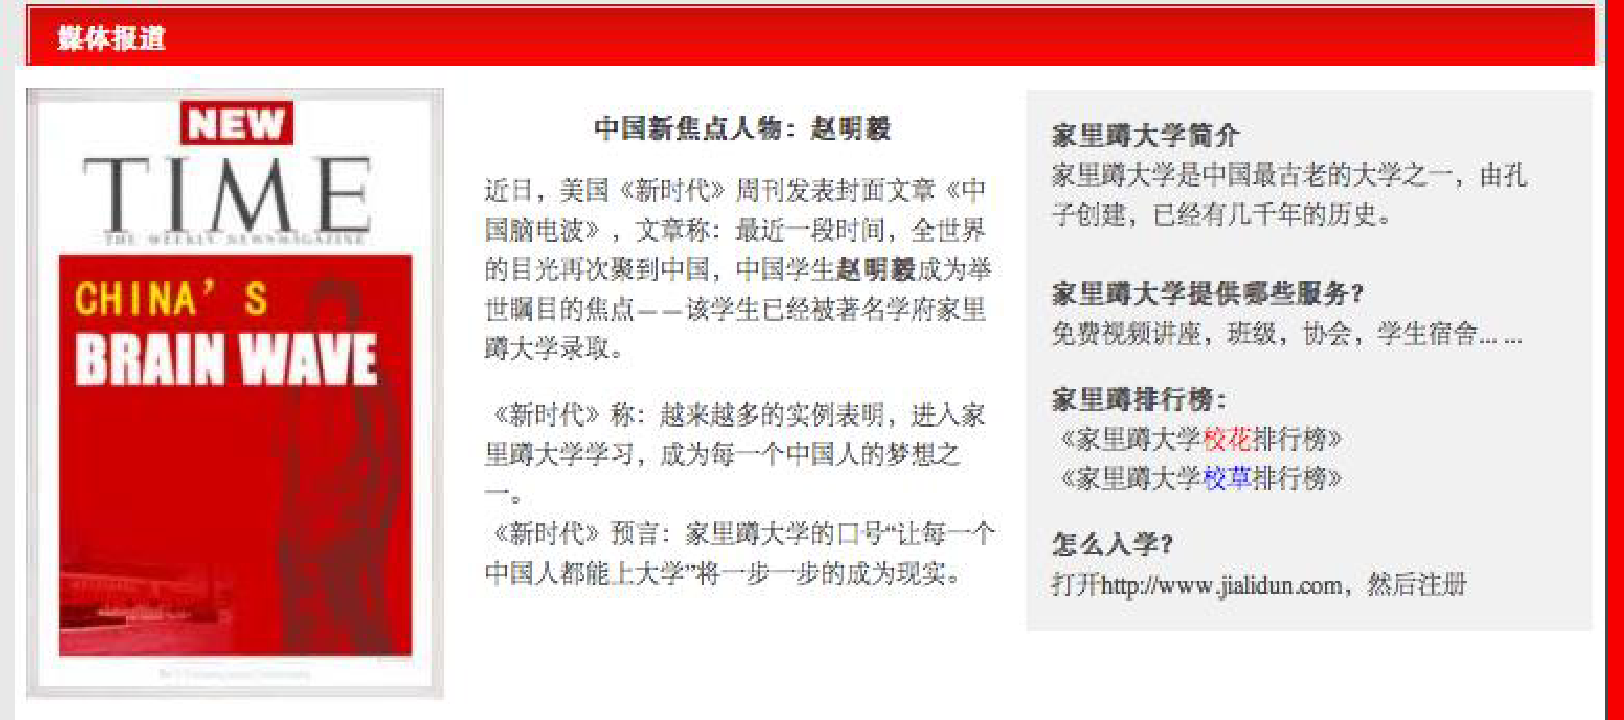 媒体报道
NEW
TIME
THE WEEKLY NEWSMAGAZINE
CHINA'S
BRAIN WAVE
中国新焦点人物：赵明毅
近日，美国《新时代》周刊发表封面文章《中
国脑电波》，文章称：最近一段时间，全世界
的目光再次聚到中国，中国学生赵明毅成为举
世瞩目的焦点——该学生已经被著名学府家里
蹲大学录取。
《新时代》称：越来越多的实例表明，进入家
里蹲大学学习，成为每一个中国人的梦想之
一。
《新时代》预言：家里蹲大学的口号“让每一个
中国人都能上大学”将一步一步的成为现实。
家里蹲大学简介
家里蹲大学是中国最古老的大学之一，由孔
子创建，已经有几千年的历史。
家里蹲大学提供哪些服务?
免费视频讲座，班级，协会，学生宿舍... ...
家里蹲排行榜：
《家里蹲大学校花排行榜》
《家里蹲大学校草排行榜》
怎么入学?
打开http://www.jialidun.com，然后注册